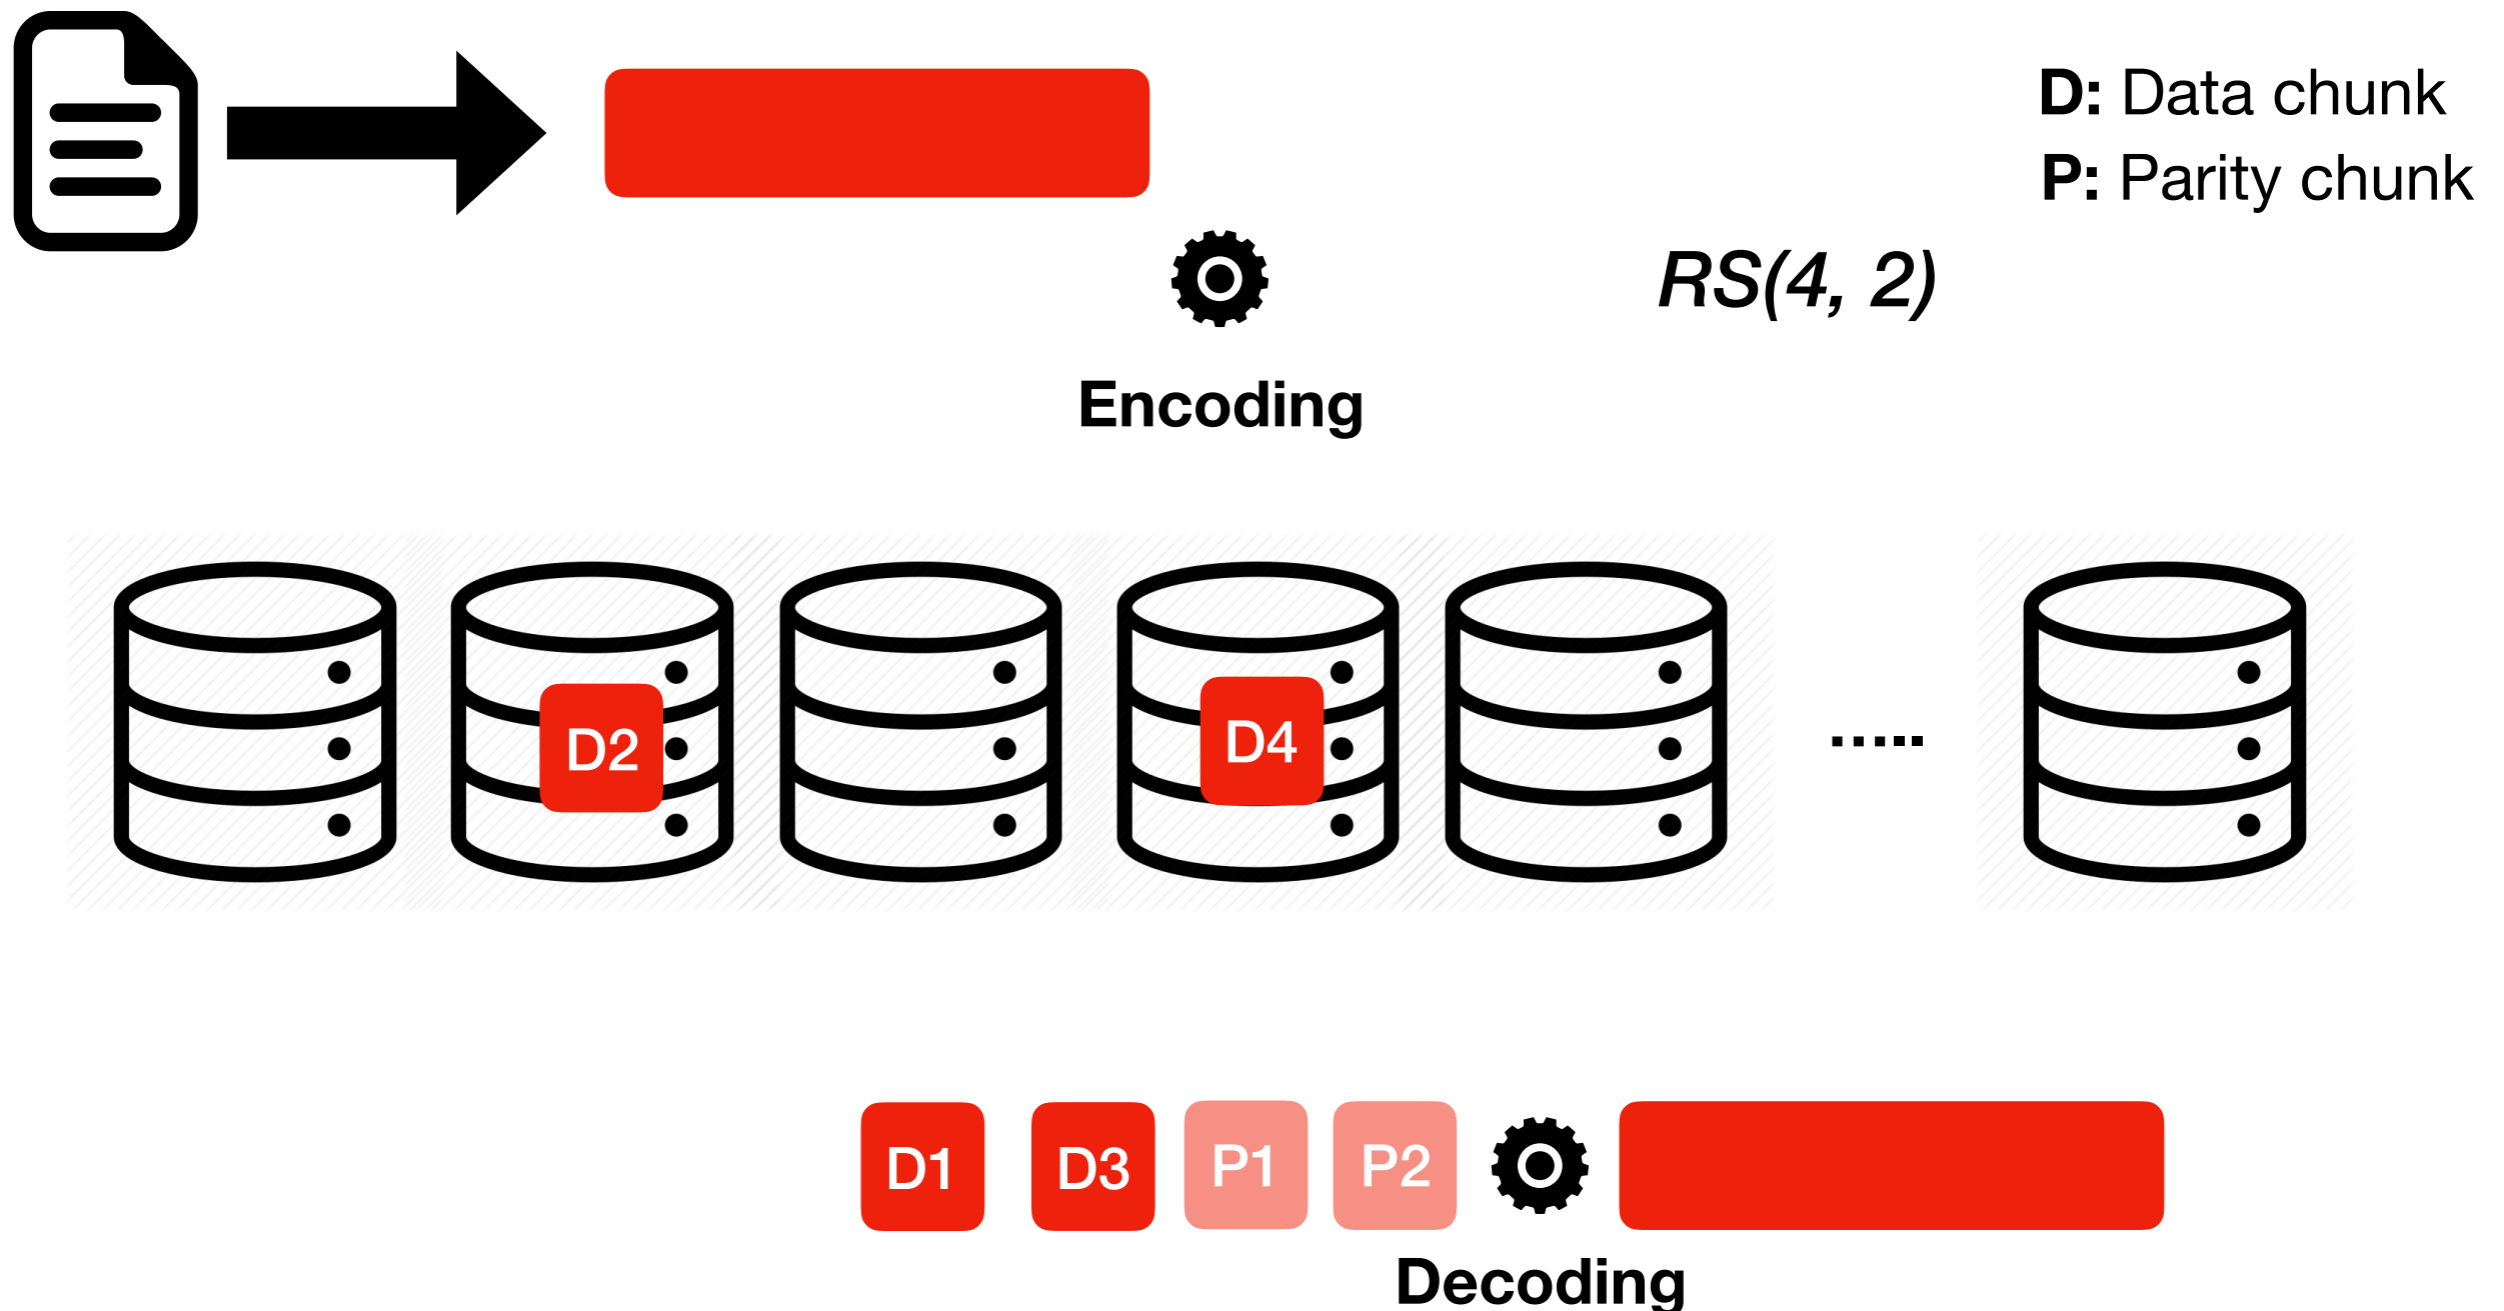 D: Data chunk
P: Parity chunk
RS(4, 2)
Encoding
D2
D4
......
D1
D3
P1
P2
Decoding